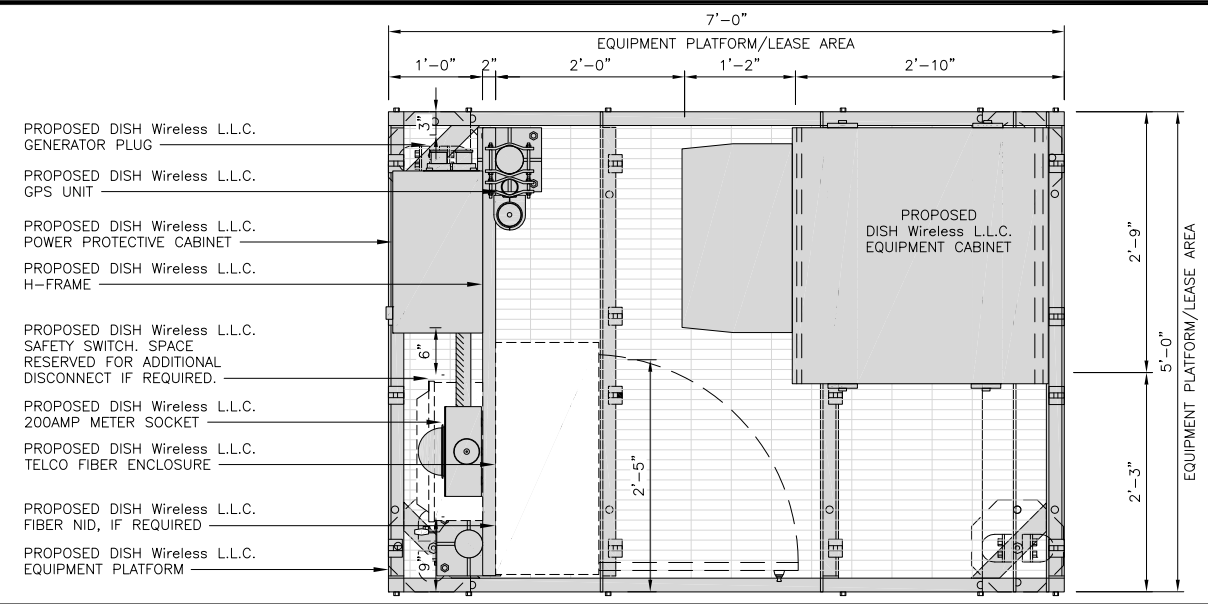 7'-0"
EQUIPMENT PLATFORM/LEASE AREA
1'-0"
2"
2'-0"
1'-2"
2'-10"
PROPOSED DISH Wireless L.L.C.
GENERATOR PLUG
PROPOSED DISH Wireless L.L.C.
GPS UNIT
PROPOSED DISH Wireless L.L.C.
POWER PROTECTIVE CABINET
PROPOSED DISH Wireless L.L.C.
H-FRAME
PROPOSED DISH Wireless L.L.C.
SAFETY SWITCH. SPACE
RESERVED FOR ADDITIONAL
DISCONNECT IF REQUIRED.
PROPOSED DISH Wireless L.L.C.
200AMP METER SOCKET
PROPOSED DISH Wireless L.L.C.
TELCO FIBER ENCLOSURE
PROPOSED DISH Wireless L.L.C.
FIBER NID, IF REQUIRED
PROPOSED DISH Wireless L.L.C.
EQUIPMENT PLATFORM
3"
6"
9"
2'-5"
PROPOSED
DISH Wireless L.L.C.
EQUIPMENT CABINET
2'-9"
2'-3"
5'-0"
EQUIPMENT PLATFORM/LEASE AREA